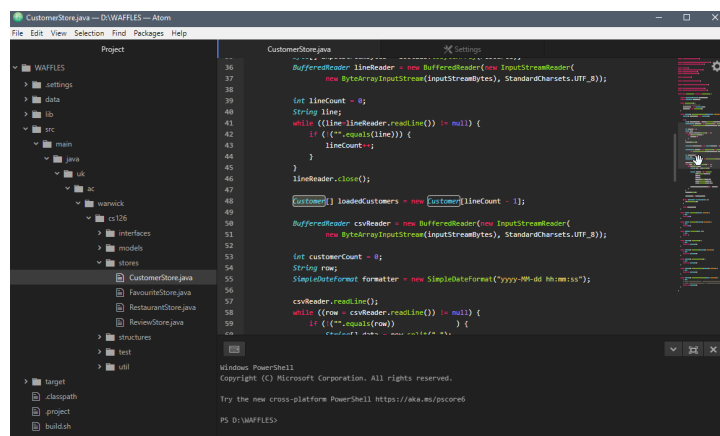 CustomerStore.java — D:\WAFFLES — Atom
File Edit View Selection Find Packages Help
Project
CustomerStore.java
Settings
WAFFLES
.settings
data
lib
src
main
java
uk
ac
warwick
cs126
interfaces
models
stores
CustomerStore.java
FavouriteStore.java
RestaurantStore.java
ReviewStore.java
structures
test
util
target
.classpath
.project
build.sh
36 BufferedReader lineReader = new BufferedReader(new InputStreamReader(
37 new ByteArrayInputStream(inputStreamBytes), StandardCharsets.UTF_8));
38
39 int lineCount = 0;
40 String line;
41 while ((line=lineReader.readLine()) != null) {
42 if (!("".equals(line))) {
43 lineCount++;
44 }
45 }
46 lineReader.close();
47
48 Customer[] loadedCustomers = new Customer[lineCount - 1];
49
50 BufferedReader csvReader = new BufferedReader(new InputStreamReader(
51 new ByteArrayInputStream(inputStreamBytes), StandardCharsets.UTF_8));
52
53 int customerCount = 0;
54 String row;
55 SimpleDateFormat formatter = new SimpleDateFormat("yyyy-MM-dd hh:mm:ss");
56
57 csvReader.readLine();
58 while ((row = csvReader.readLine()) != null) {
59 if (!("".equals(row)) ) {
Windows PowerShell
Copyright (C) Microsoft Corporation. All rights reserved.
Try the new cross-platform PowerShell https://aka.ms/pscore6
PS D:\WAFFLES>